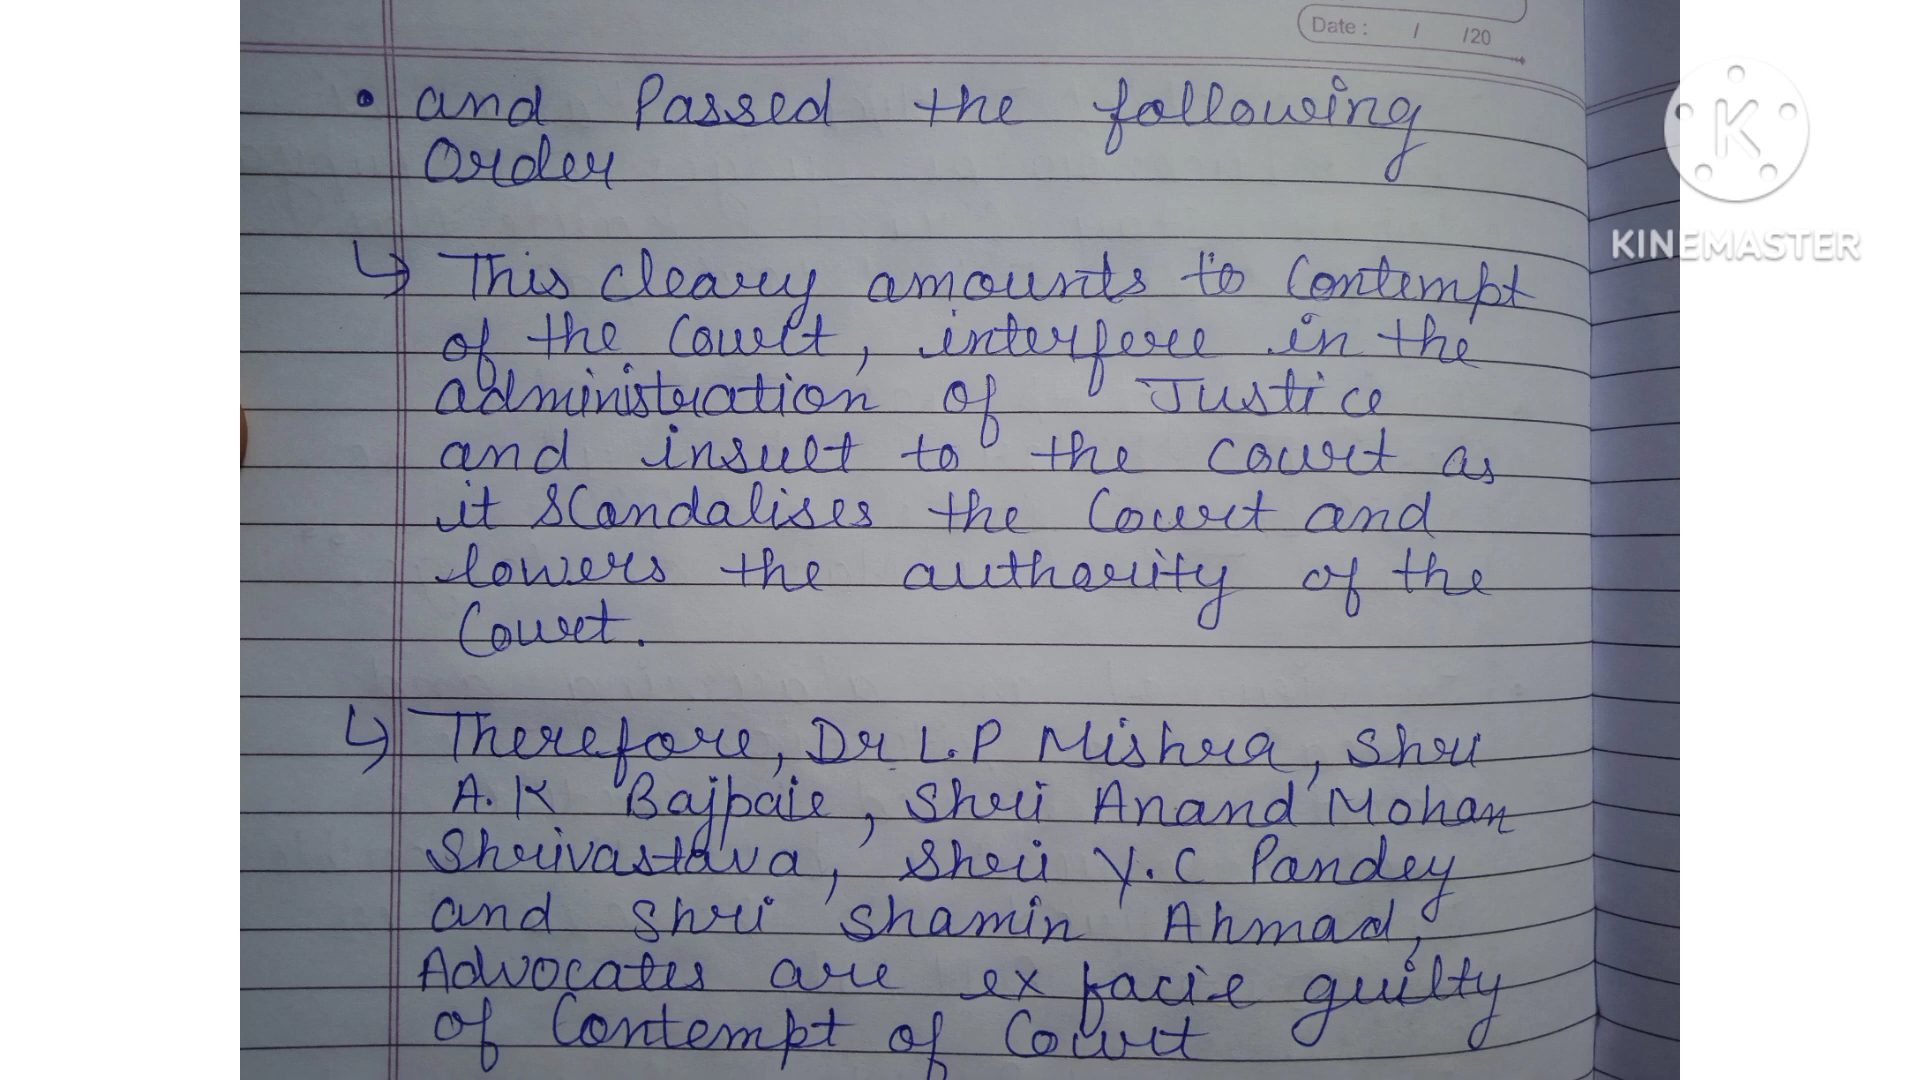 Date : / /20
• and Passed the following
Order
↳ This cleary amounts to Contempt
of the Court, interfere in the
administration of Justice
and insult to the court as
it Scandalises the Court and
lowers the authority of the
Court.
↳ Therefore, Dr L.P Mishra, Shri
A.K Bajpaie, Shri Anand Mohan
Shrivastava, Shri Y.C Pandey
and Shri Shamin Ahmad,
Advocates are ex facie guilty
of Contempt of Court
K
KINEMASTER